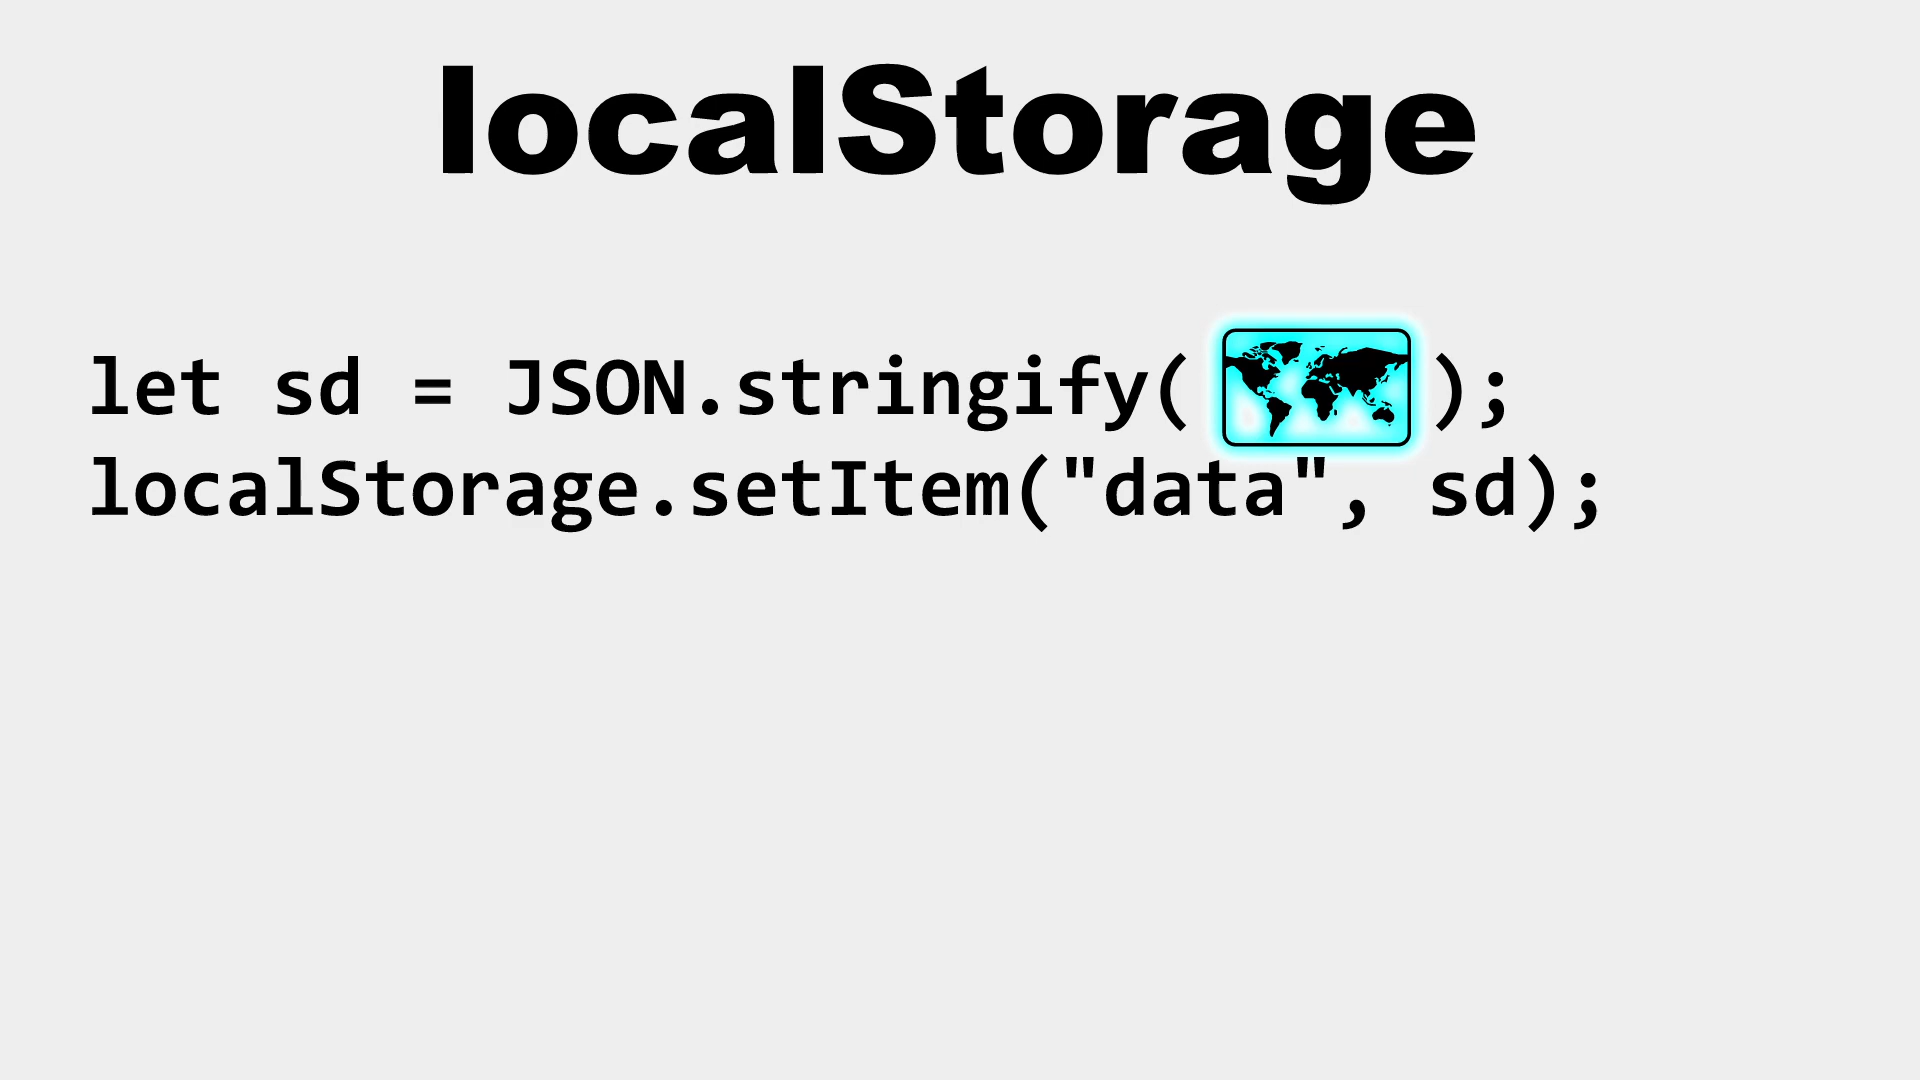 localStorage
let sd = JSON.stringify( );
localStorage.setItem("data", sd);